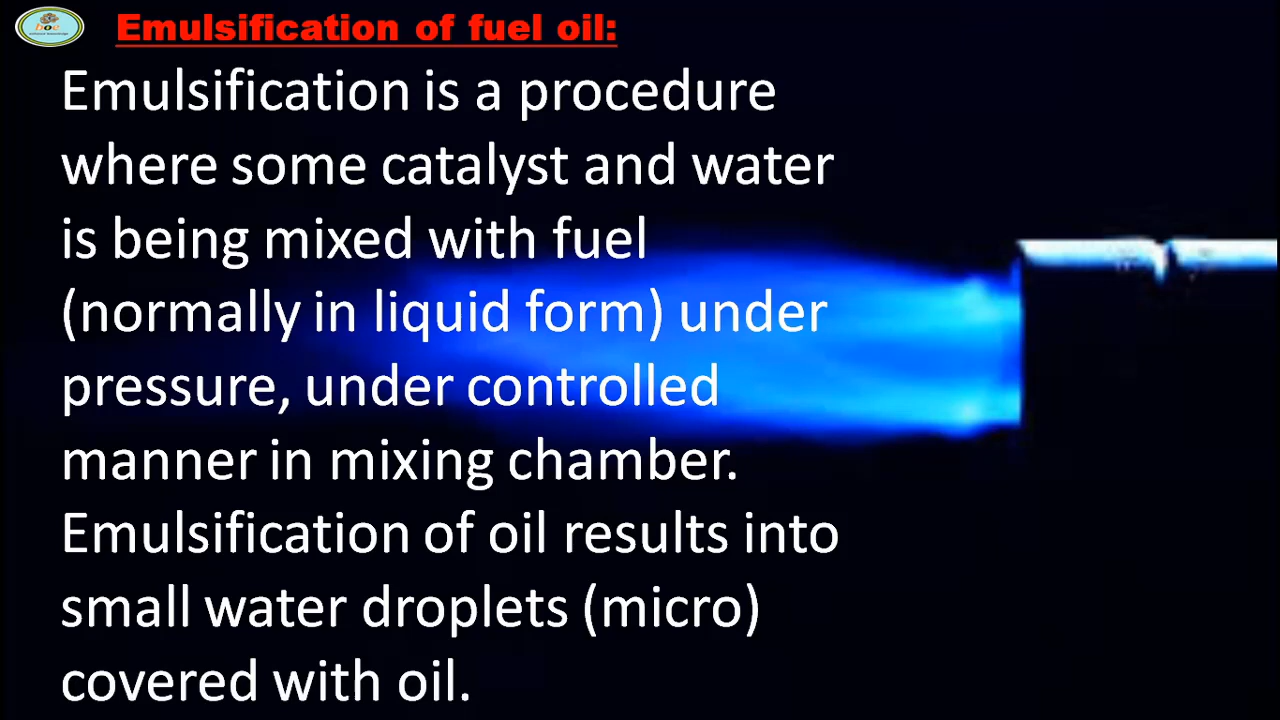 Emulsification of fuel oil:
Emulsification is a procedure
where some catalyst and water
is being mixed with fuel
(normally in liquid form) under
pressure, under controlled
manner in mixing chamber.
Emulsification of oil results into
small water droplets (micro)
covered with oil.